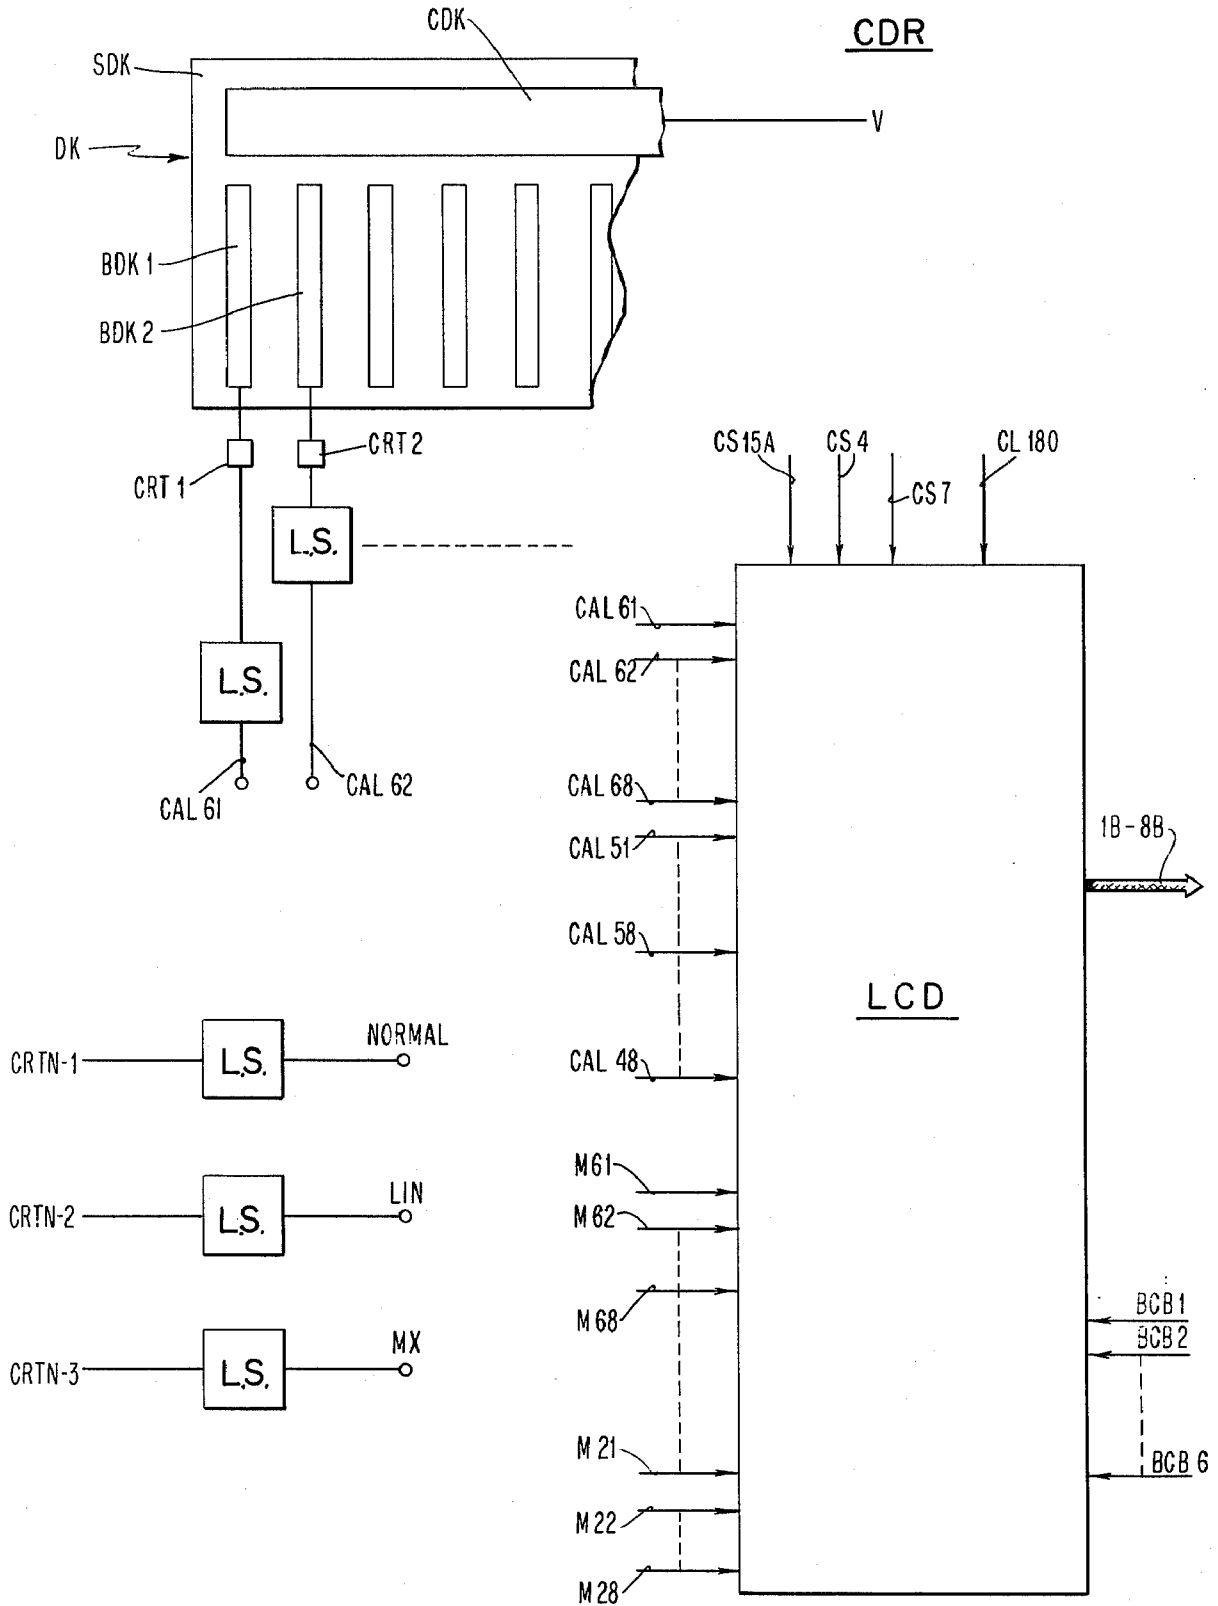 CDR
CDK
SDK
V
DK
BDK 1
BDK 2
CRT 2
CRT 1
L.S.
L.S.
CAL 61
CAL 62
CS15A
CS 4
CS 7
CL 180
CAL 61
CAL 62
CAL 68
CAL 51
CAL 58
CAL 48
1B-8B
LCD
CRTN-1
L.S.
NORMAL
CRTN-2
L.S.
LIN
CRTN-3
L.S.
MX
M 61
M 62
M 68
M 21
M 22
M 28
BCB 1
BCB 2
BCB 6